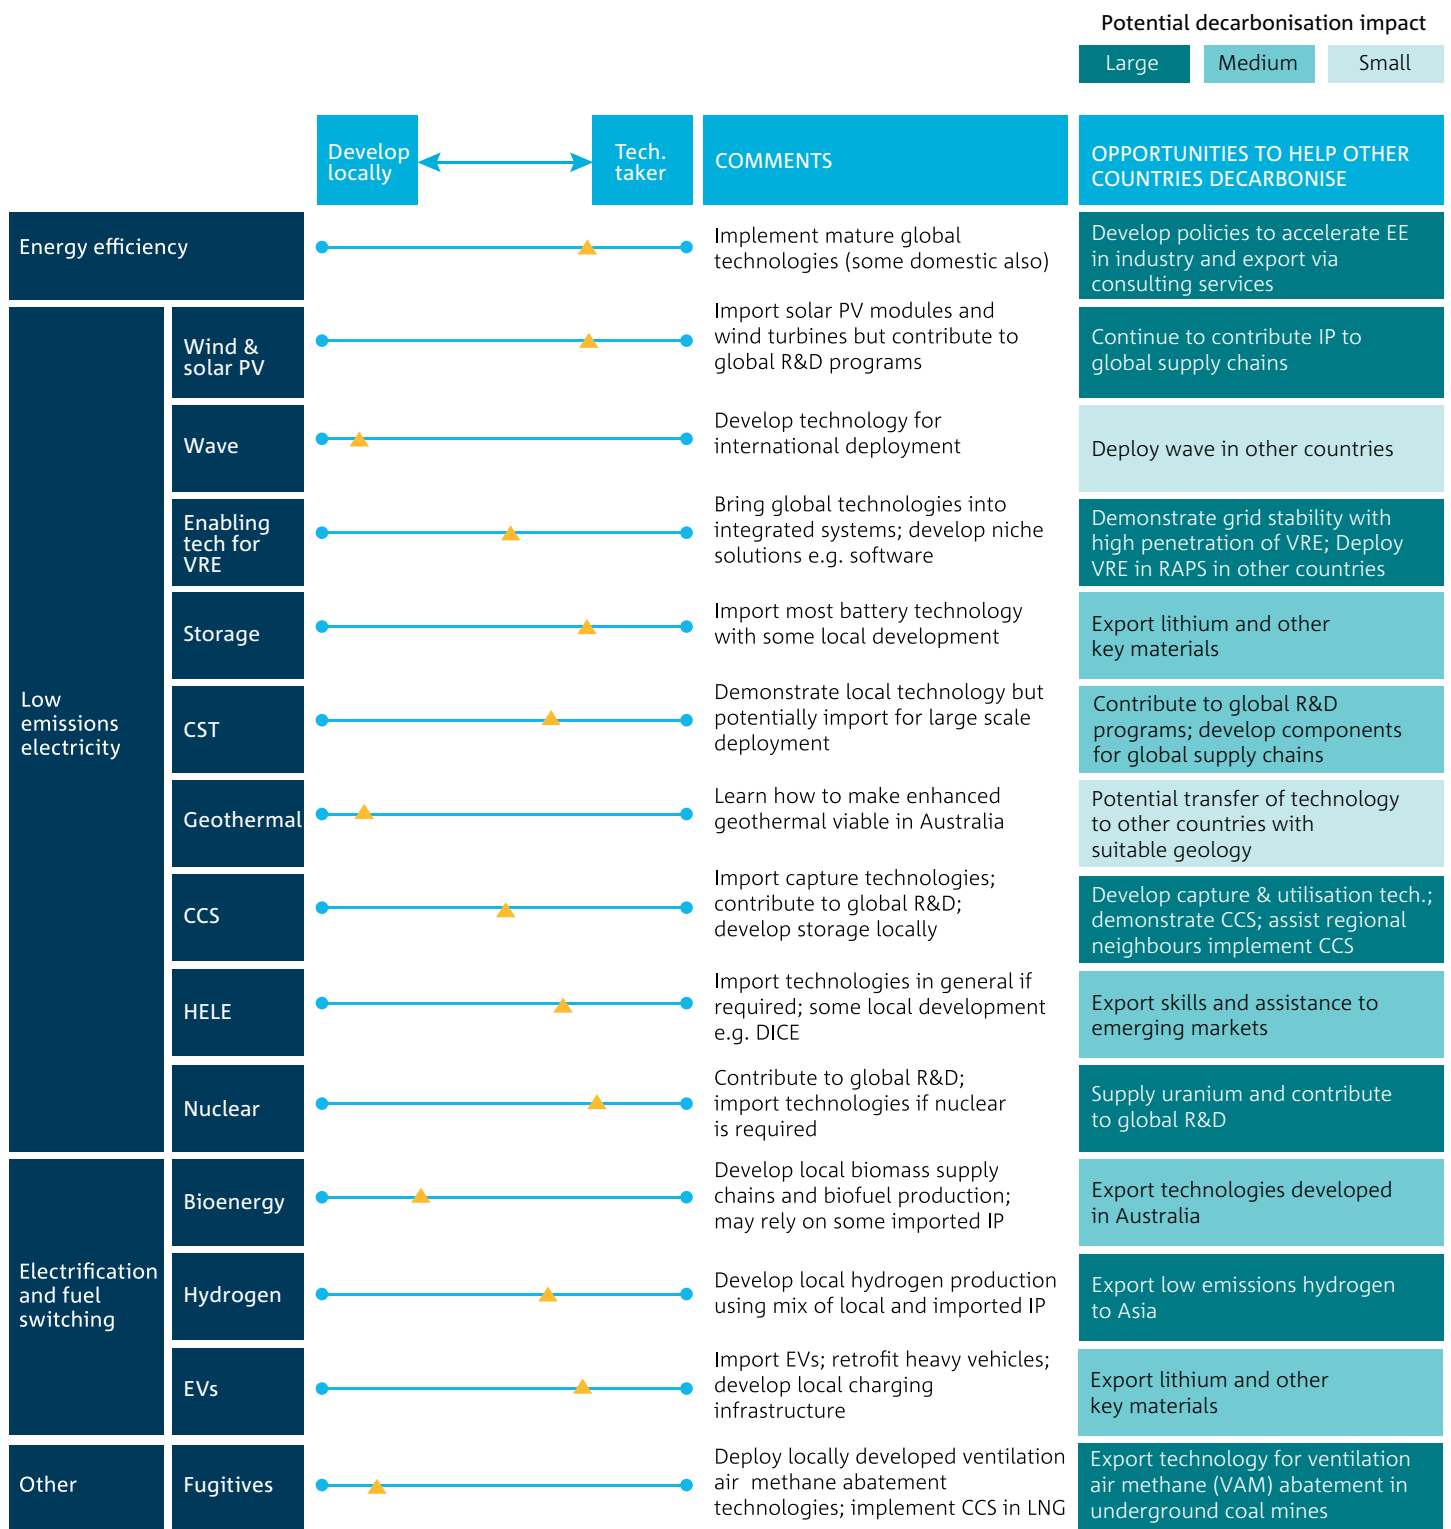 Potential decarbonisation impact
Large
Medium
Small
Develop
locally
Tech.
taker
COMMENTS
OPPORTUNITIES TO HELP OTHER
COUNTRIES DECARBONISE
Energy efficiency
Implement mature global
technologies (some domestic also)
Develop policies to accelerate EE
in industry and export via
consulting services
Low
emissions
electricity
Wind &
solar PV
Import solar PV modules and
wind turbines but contribute to
global R&D programs
Continue to contribute IP to
global supply chains
Wave
Develop technology for
international deployment
Deploy wave in other countries
Enabling
tech for
VRE
Bring global technologies into
integrated systems; develop niche
solutions e.g. software
Demonstrate grid stability with
high penetration of VRE; Deploy
VRE in RAPS in other countries
Storage
Import most battery technology
with some local development
Export lithium and other
key materials
CST
Demonstrate local technology but
potentially import for large scale
deployment
Contribute to global R&D
programs; develop components
for global supply chains
Geothermal
Learn how to make enhanced
geothermal viable in Australia
Potential transfer of technology
to other countries with
suitable geology
CCS
Import capture technologies;
contribute to global R&D;
develop storage locally
Develop capture & utilisation tech.;
demonstrate CCS; assist regional
neighbours implement CCS
HELE
Import technologies in general if
required; some local development
e.g. DICE
Export skills and assistance to
emerging markets
Nuclear
Contribute to global R&D;
import technologies if nuclear
is required
Supply uranium and contribute
to global R&D
Electrification
and fuel
switching
Bioenergy
Develop local biomass supply
chains and biofuel production;
may rely on some imported IP
Export technologies developed
in Australia
Hydrogen
Develop local hydrogen production
using mix of local and imported IP
Export low emissions hydrogen
to Asia
EVs
Import EVs; retrofit heavy vehicles;
develop local charging
infrastructure
Export lithium and other
key materials
Other
Fugitives
Deploy locally developed ventilation
air methane abatement
technologies; implement CCS in LNG
Export technology for ventilation
air methane (VAM) abatement in
underground coal mines